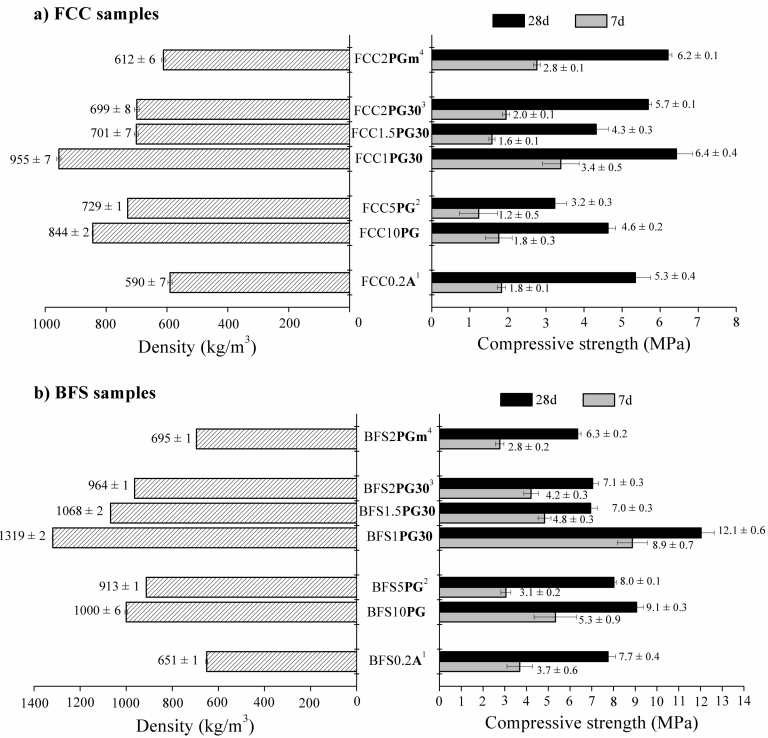 a) FCC samples
28d 7d
612 ± 6 FCC2PGm⁴ 6.2 ± 0.1
2.8 ± 0.1
699 ± 8 FCC2PG30³ 5.7 ± 0.1
2.0 ± 0.1
701 ± 7 FCC1.5PG30 4.3 ± 0.3
1.6 ± 0.1
955 ± 7 FCC1PG30 6.4 ± 0.4
3.4 ± 0.5
729 ± 1 FCC5PG² 3.2 ± 0.3
1.2 ± 0.5
844 ± 2 FCC10PG 4.6 ± 0.2
1.8 ± 0.3
590 ± 7 FCC0.2A¹ 5.3 ± 0.4
1.8 ± 0.1
1000 800 600 400 200 0 0 1 2 3 4 5 6 7 8
Density (kg/m³) Compressive strength (MPa)
b) BFS samples
28d 7d
695 ± 1 BFS2PGm⁴ 6.3 ± 0.2
2.8 ± 0.2
964 ± 1 BFS2PG30³ 7.1 ± 0.3
4.2 ± 0.3
1068 ± 2 BFS1.5PG30 7.0 ± 0.3
4.8 ± 0.3
1319 ± 2 BFS1PG30 12.1 ± 0.6
8.9 ± 0.7
913 ± 1 BFS5PG² 8.0 ± 0.1
3.1 ± 0.2
1000 ± 6 BFS10PG 9.1 ± 0.3
5.3 ± 0.9
651 ± 1 BFS0.2A¹ 7.7 ± 0.4
3.7 ± 0.6
1400 1200 1000 800 600 400 200 0 0 1 2 3 4 5 6 7 8 9 10 11 12 13 14
Density (kg/m³) Compressive strength (MPa)